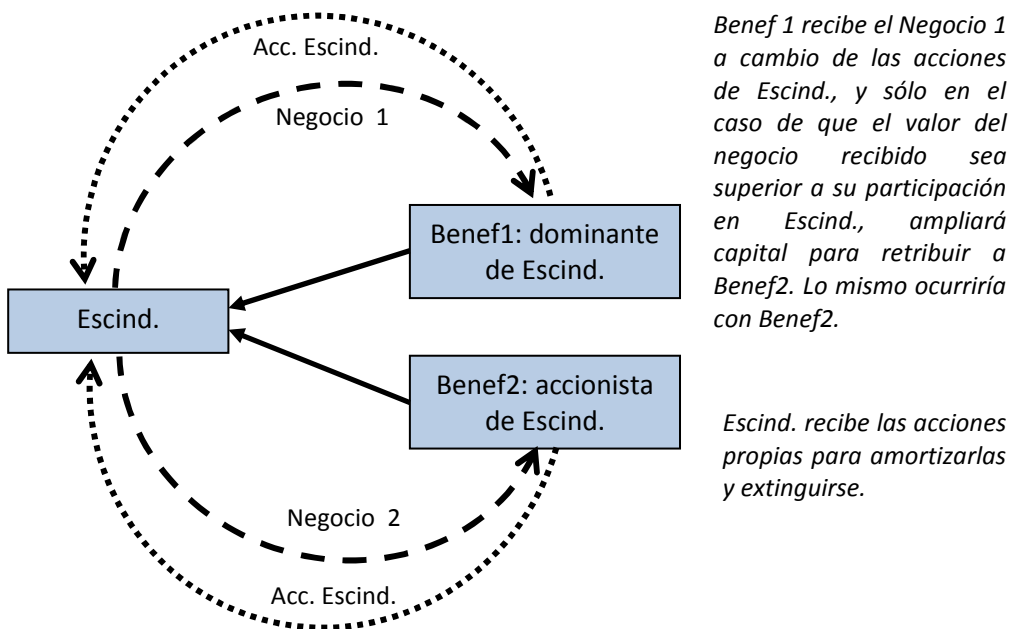 Acc. Escind.
Negocio 1
Benef1: dominante
de Escind.
Escind.
Benef2: accionista
de Escind.
Negocio 2
Acc. Escind.
Benef 1 recibe el Negocio 1
a cambio de las acciones
de Escind., y sólo en el
caso de que el valor del
negocio recibido sea
superior a su participación
en Escind., ampliará
capital para retribuir a
Benef2. Lo mismo ocurriría
con Benef2.
Escind. recibe las acciones
propias para amortizarlas
y extinguirse.